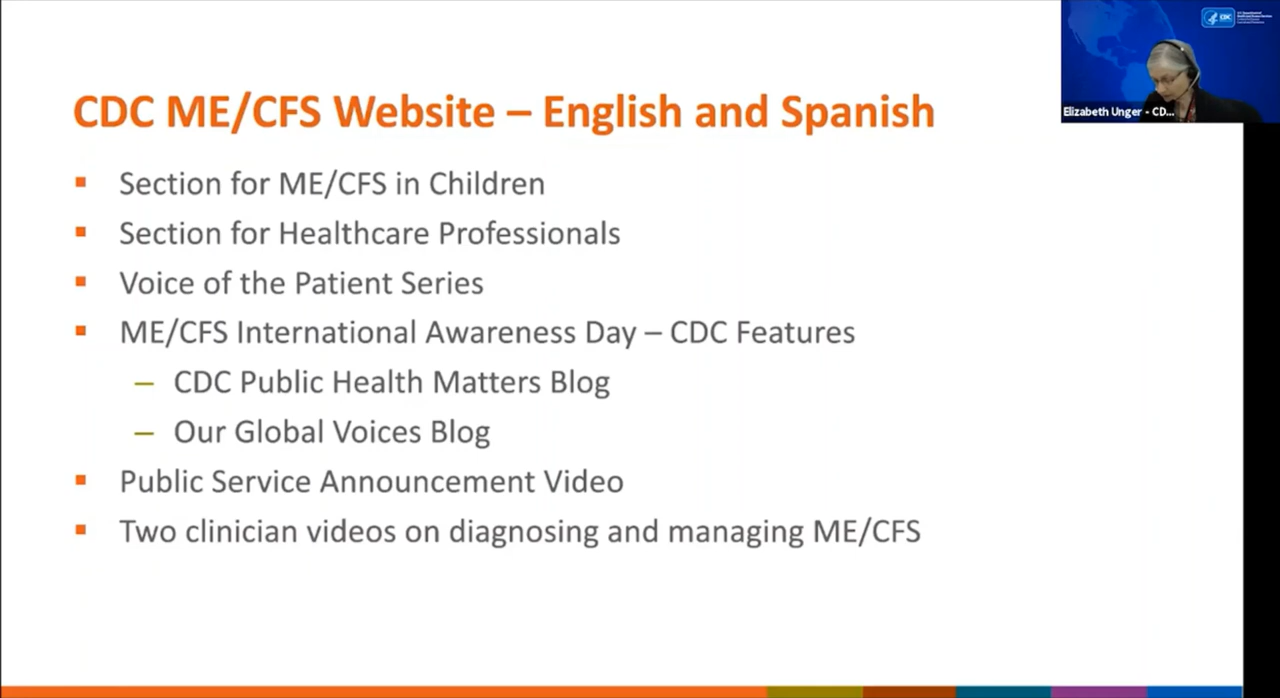 CDC ME/CFS Website – English and Spanish
▪ Section for ME/CFS in Children
▪ Section for Healthcare Professionals
▪ Voice of the Patient Series
▪ ME/CFS International Awareness Day – CDC Features
– CDC Public Health Matters Blog
– Our Global Voices Blog
▪ Public Service Announcement Video
▪ Two clinician videos on diagnosing and managing ME/CFS
CDC
Elizabeth Unger - CD...